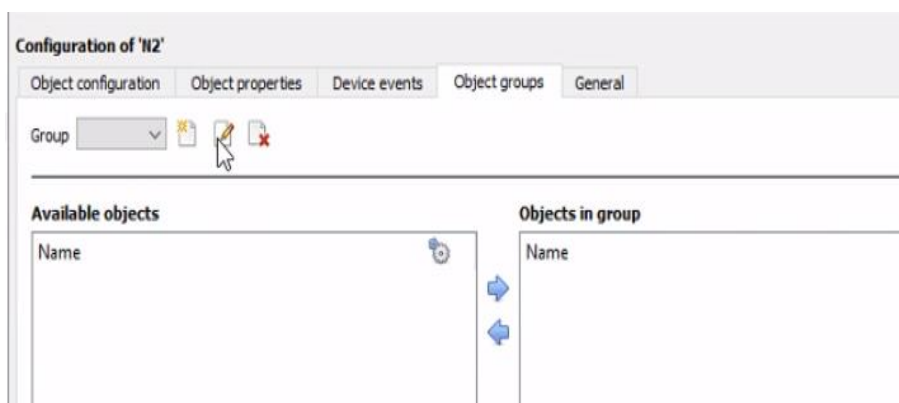 Configuration of 'N2'
Object configuration Object properties Device events Object groups General
Group
Available objects Objects in group
Name Name